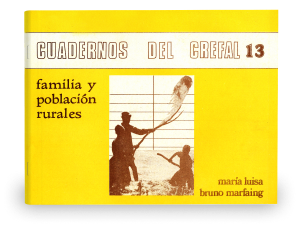 CUADERNOS DEL CREFAL 13
familia y
población
rurales
maría luisa
bruno marfaing